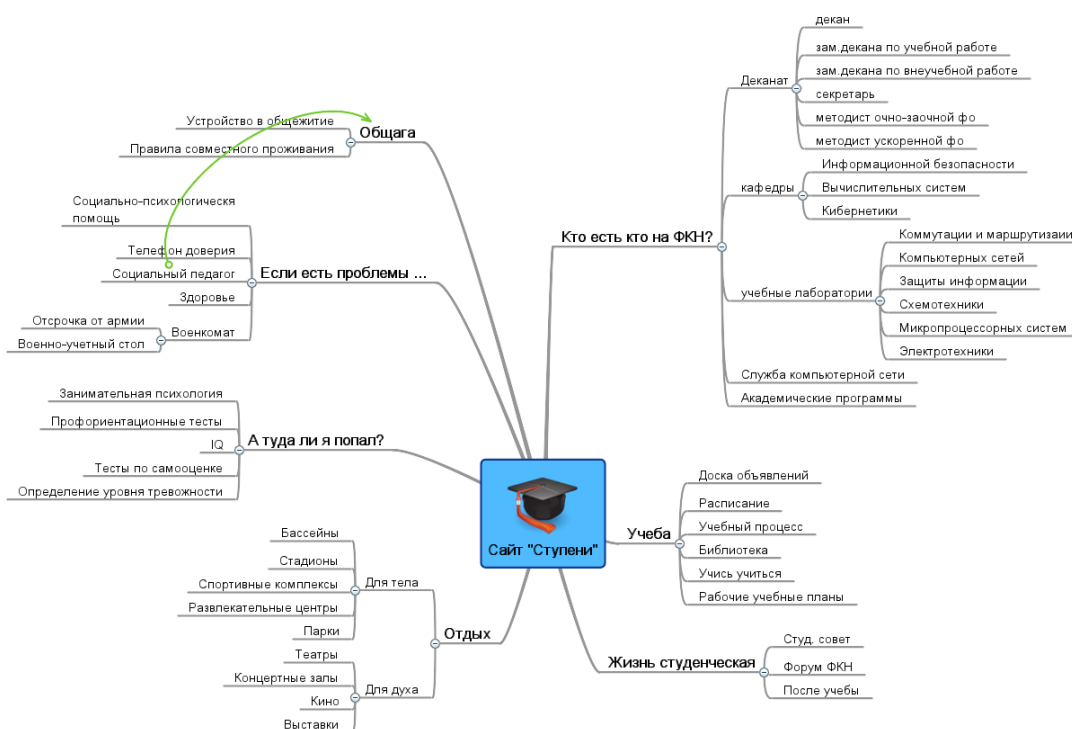 Сайт "Ступени"
Кто есть кто на ФКН?
Деканат
декан
зам.декана по учебной работе
зам.декана по внеучебной работе
секретарь
методист очно-заочной фо
методист ускоренной фо
кафедры
Информационной безопасности
Вычислительных систем
Кибернетики
учебные лаборатории
Коммутации и маршрутизаии
Компьютерных сетей
Защиты информации
Схемотехники
Микропроцессорных систем
Электротехники
Служба компьютерной сети
Академические программы
Учеба
Доска объявлений
Расписание
Учебный процесс
Библиотека
Учись учиться
Рабочие учебные планы
Жизнь студенческая
Студ. совет
Форум ФКН
После учебы
Общага
Устройство в общежитие
Правила совместного проживания
Если есть проблемы ...
Социально-психологическя
помощь
Телефон доверия
Социальный педагог
Здоровье
Военкомат
Отсрочка от армии
Военно-учетный стол
А туда ли я попал?
Занимательная психология
Профориентационные тесты
IQ
Тесты по самооценке
Определение уровня тревожности
Отдых
Для тела
Бассейны
Стадионы
Спортивные комплексы
Развлекательные центры
Парки
Для духа
Театры
Концертные залы
Кино
Выставки